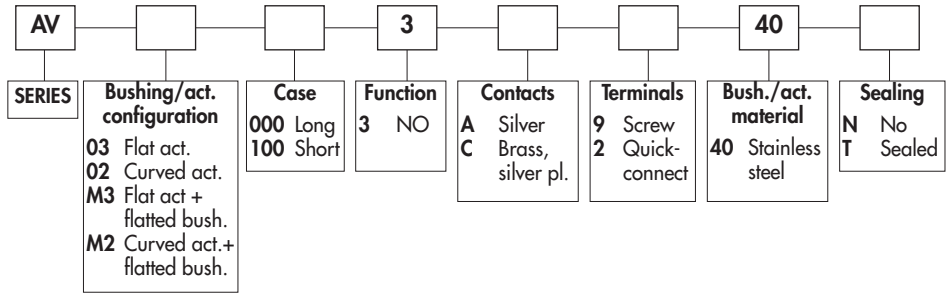 AV 3 40
SERIES
Bushing/act.
configuration
03 Flat act.
02 Curved act.
M3 Flat act +
flatted bush.
M2 Curved act.+
flatted bush.
Case
000 Long
100 Short
Function
3 NO
Contacts
A Silver
C Brass,
silver pl.
Terminals
9 Screw
2 Quick-
connect
Bush./act.
material
40 Stainless
steel
Sealing
N No
T Sealed